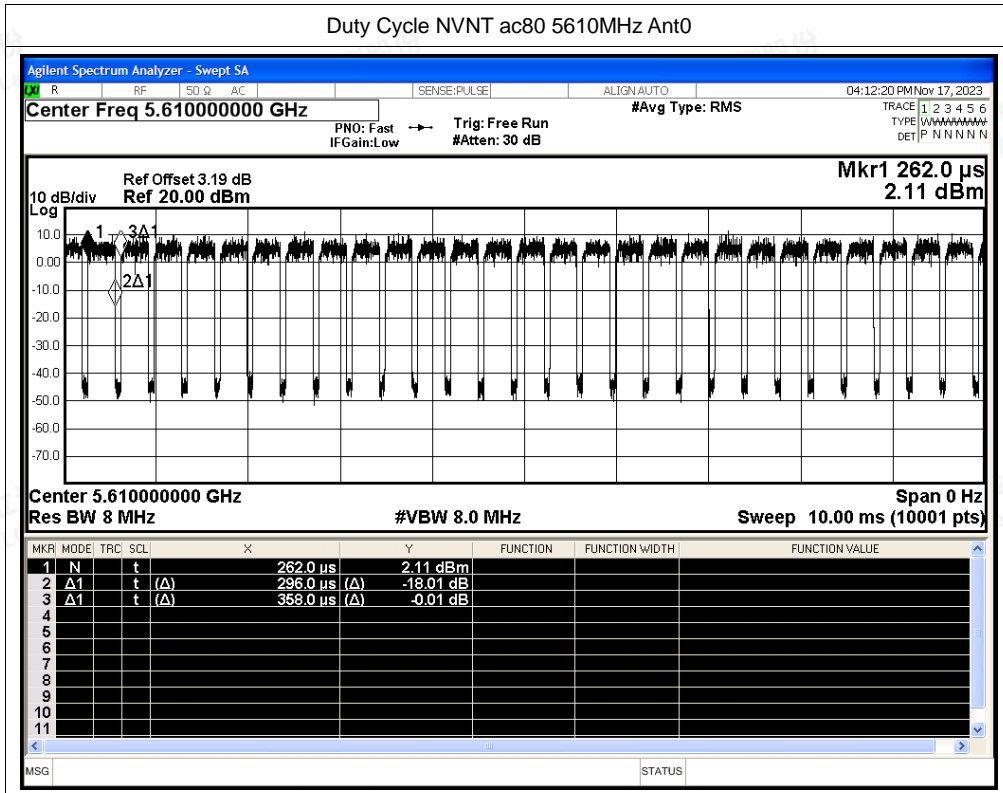 Duty Cycle NVNT ac80 5610MHz Ant0
Agilent Spectrum Analyzer - Swept SA
LXI R RF 50 Ω AC SENSE:PULSE ALIGN AUTO 04:12:20 PM Nov 17, 2023
Center Freq 5.610000000 GHz #Avg Type: RMS TRACE 1 2 3 4 5 6
PNO: Fast Trig: Free Run TYPE WWWWWW
IFGain:Low #Atten: 30 dB DET P N N N N N
Mkr1 262.0 µs
2.11 dBm
Ref Offset 3.19 dB
10 dB/div Ref 20.00 dBm
Log
10.0
1 3Δ1
0.00
2Δ1
-10.0
-20.0
-30.0
-40.0
-50.0
-60.0
-70.0
Center 5.610000000 GHz Span 0 Hz
Res BW 8 MHz #VBW 8.0 MHz Sweep 10.00 ms (10001 pts)
MKR MODE TRC SCL X Y FUNCTION FUNCTION WIDTH FUNCTION VALUE
1 N t 262.0 µs 2.11 dBm
2 Δ1 t (Δ) 296.0 µs (Δ) -18.01 dB
3 Δ1 t (Δ) 358.0 µs (Δ) -0.01 dB
4
5
6
7
8
9
10
11
MSG STATUS